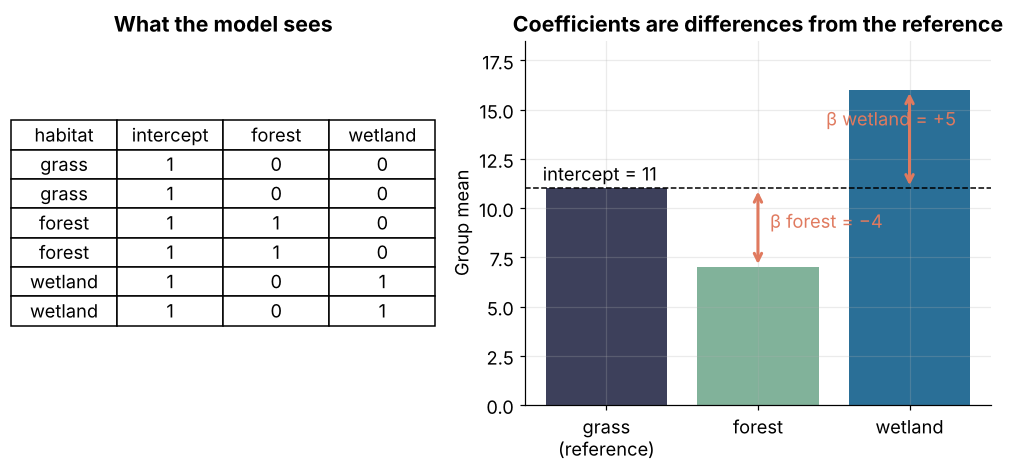 What the model sees
habitat intercept forest wetland
grass 1 0 0
grass 1 0 0
forest 1 1 0
forest 1 1 0
wetland 1 0 1
wetland 1 0 1
Coefficients are differences from the reference
Group mean
17.5
15.0
12.5
10.0
7.5
5.0
2.5
0.0
intercept = 11
β forest = −4
β wetland = +5
grass
(reference)
forest
wetland